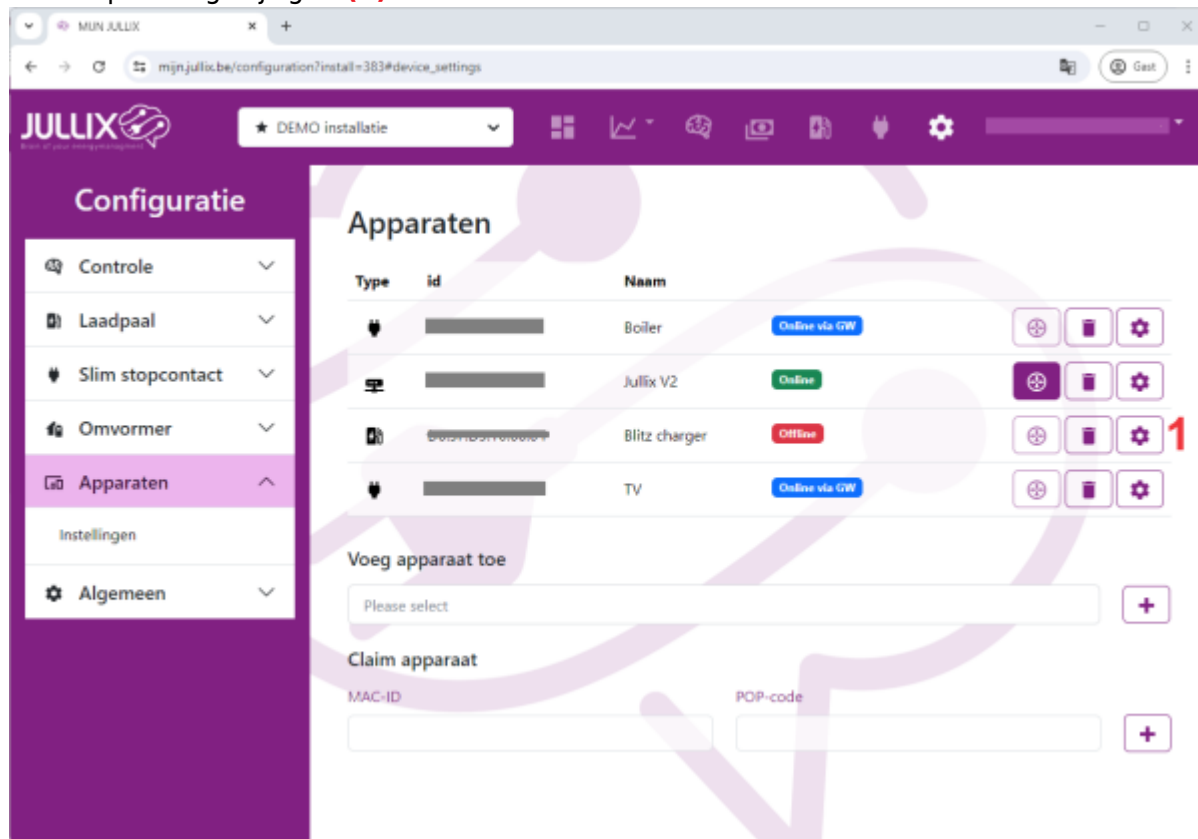 MIJN JULLIX
mijn.jullix.be/configuration?install=383#device_settings
Gast
JULLIX
DEMO installatie
Configuratie
Controle
Laadpaal
Slim stopcontact
Omvormer
Apparaten
Instellingen
Algemeen
Apparaten
Type id Naam
Boiler Online via GW
Jullix V2 Online
Blitz charger Offline 1
TV Online via GW
Voeg apparaat toe
Please select
Claim apparaat
MAC-ID POP-code